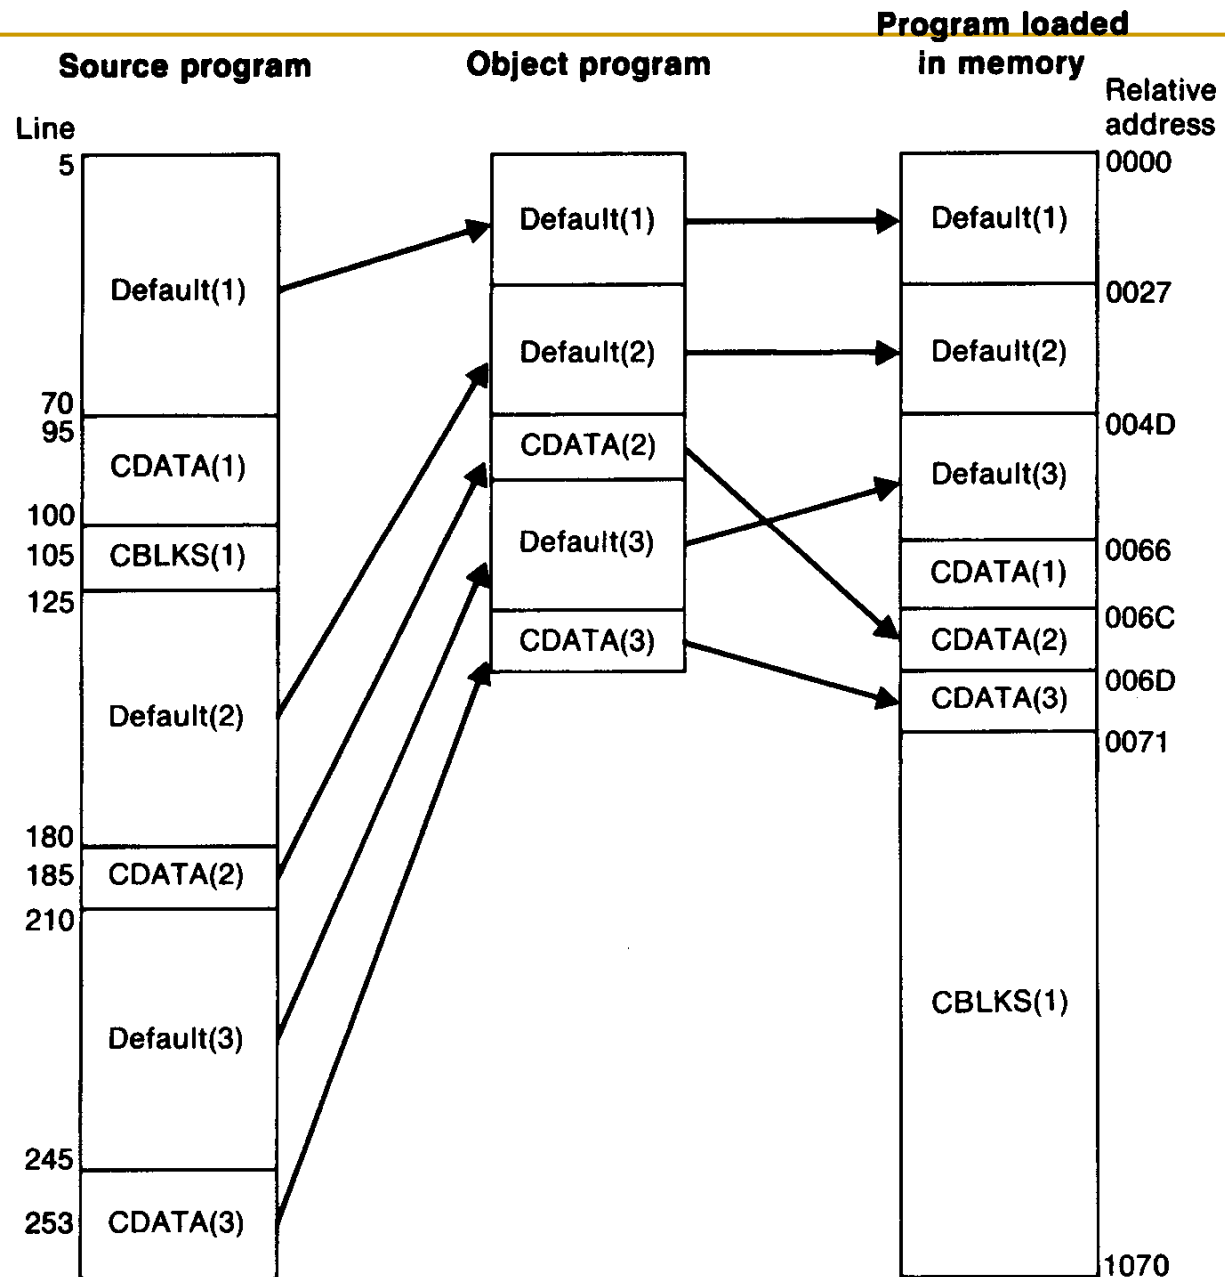 Program loaded
Source program
Object program
in memory
Relative
address
Line
5
Default(1)
70
95
CDATA(1)
100
105
CBLKS(1)
125
Default(2)
180
185
CDATA(2)
210
Default(3)
245
253
CDATA(3)
Default(1)
Default(2)
CDATA(2)
Default(3)
CDATA(3)
0000
Default(1)
0027
Default(2)
004D
Default(3)
0066
CDATA(1)
006C
CDATA(2)
006D
CDATA(3)
0071
CBLKS(1)
1070